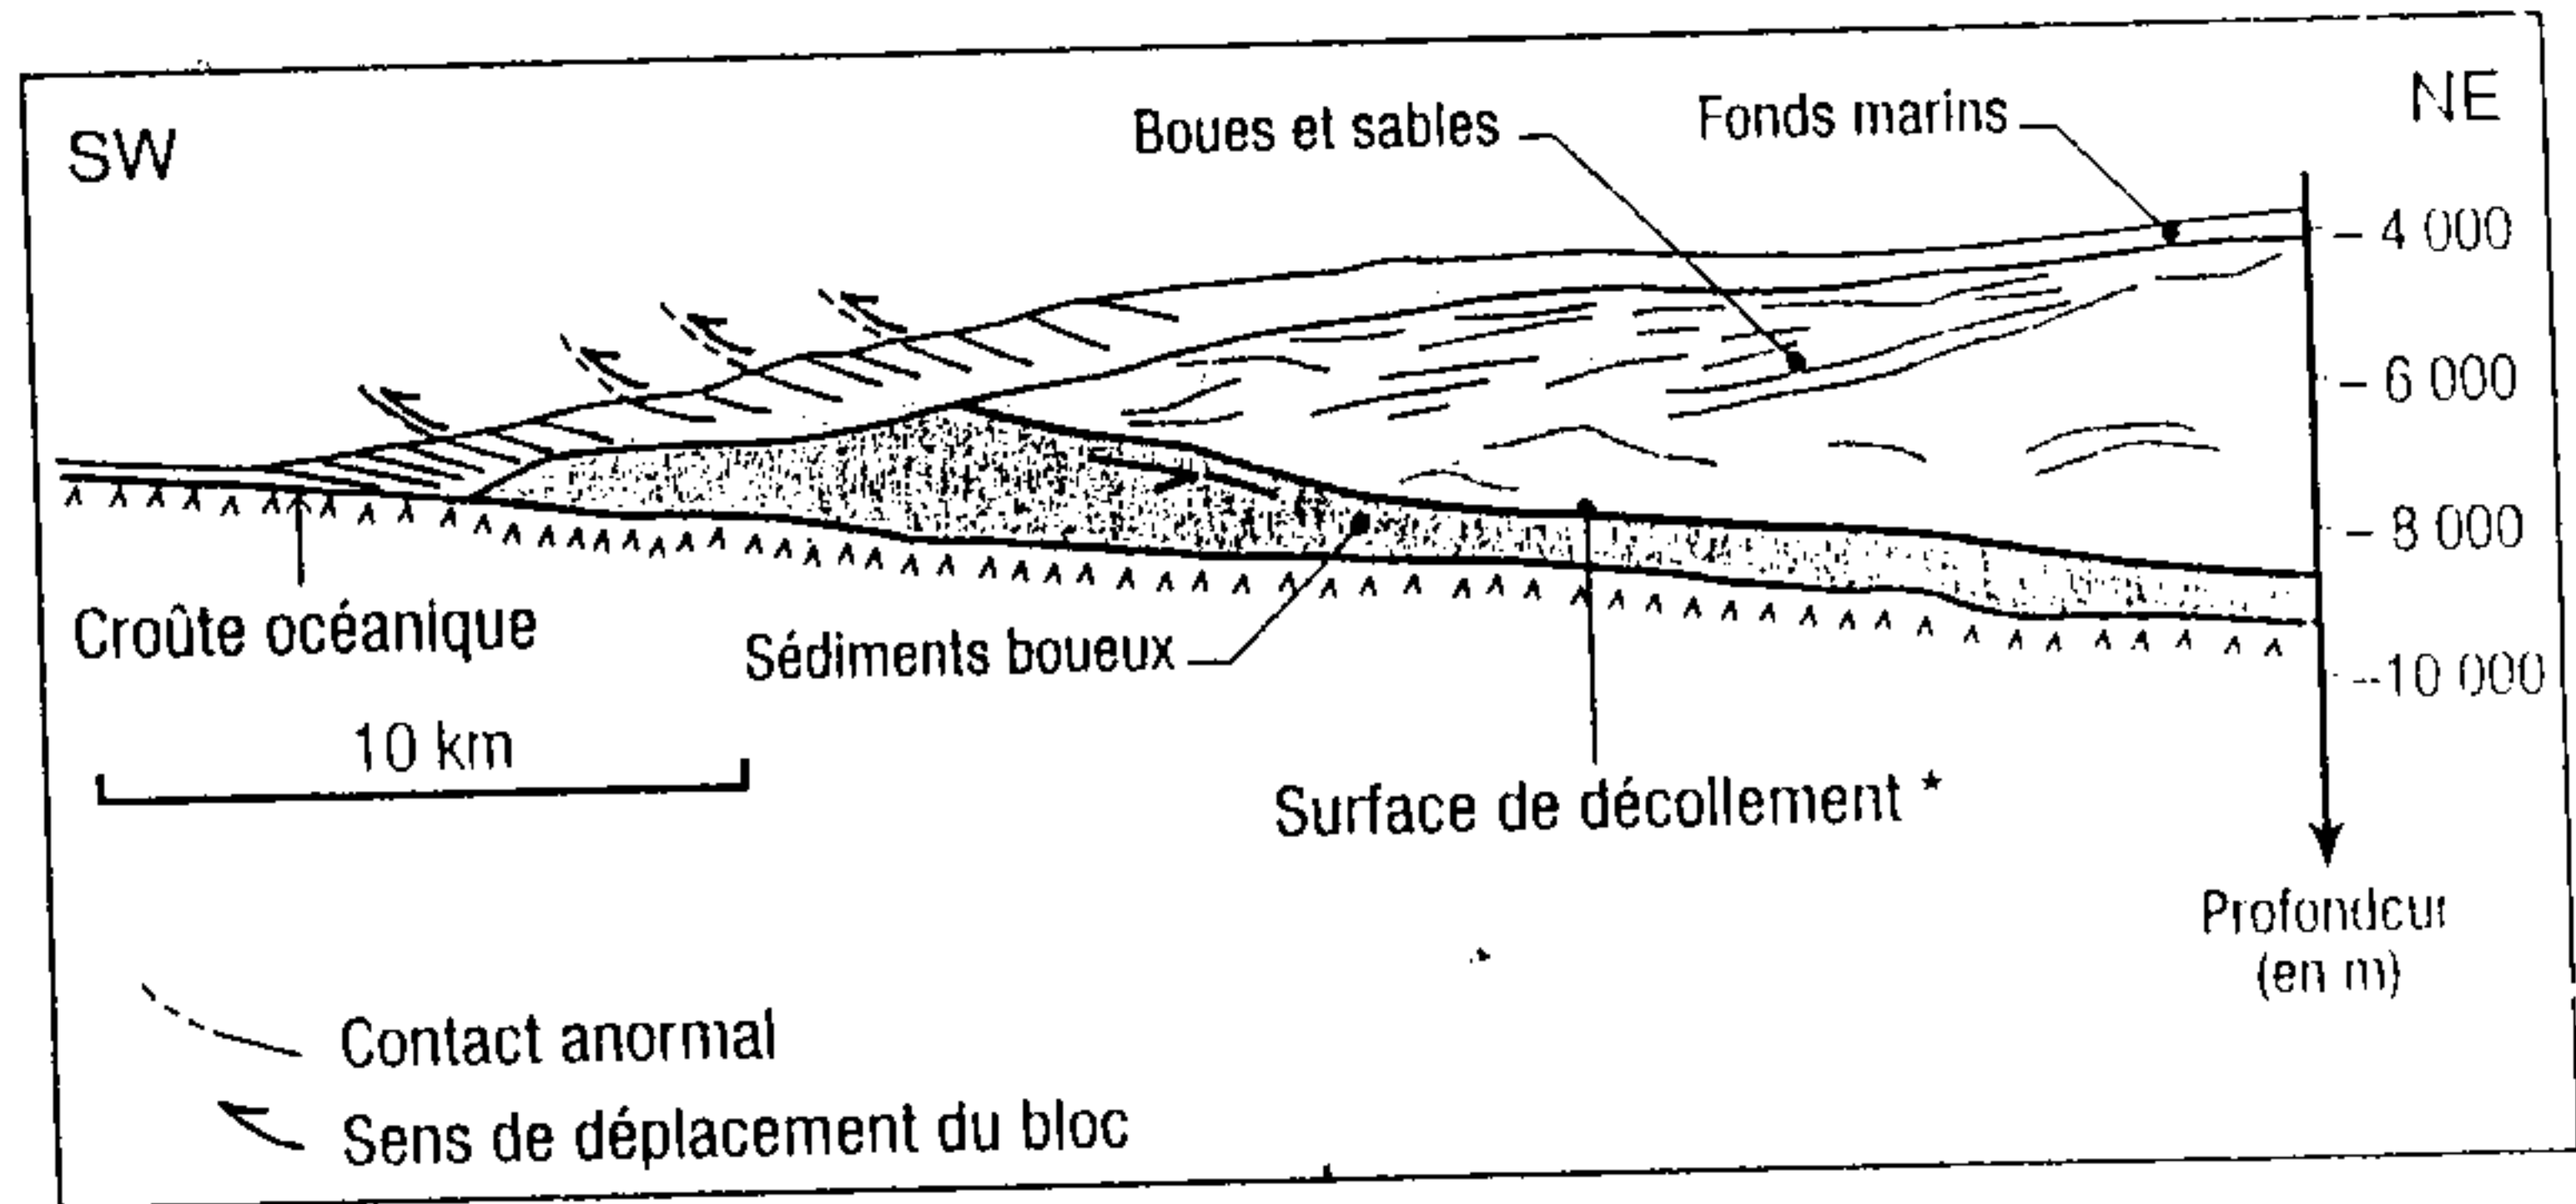 SW
NE
Boues et sables
Fonds marins
– 4 000
– 6 000
– 8 000
–10 000
Croûte océanique
Sédiments boueux
10 km
Surface de décollement *
Profondeur
(en m)
Contact anormal
Sens de déplacement du bloc